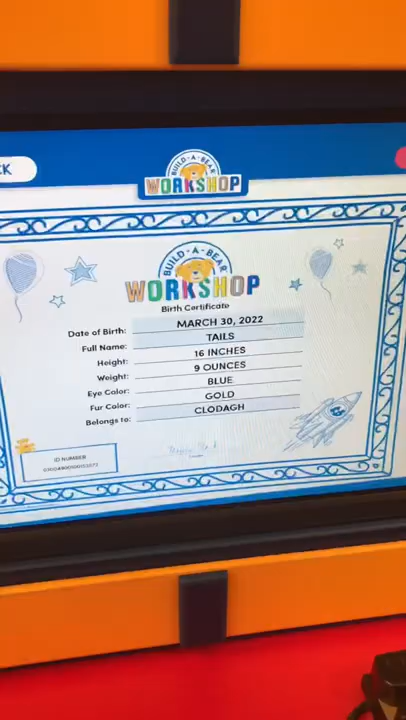 CK
BUILD-A-BEAR
WORKSHOP
BUILD-A-BEAR
WORKSHOP
Birth Certificate
Date of Birth: MARCH 30, 2022
Full Name: TAILS
Height: 16 INCHES
Weight: 9 OUNCES
Eye Color: BLUE
Fur Color: GOLD
Belongs to: CLODAGH
ID NUMBER